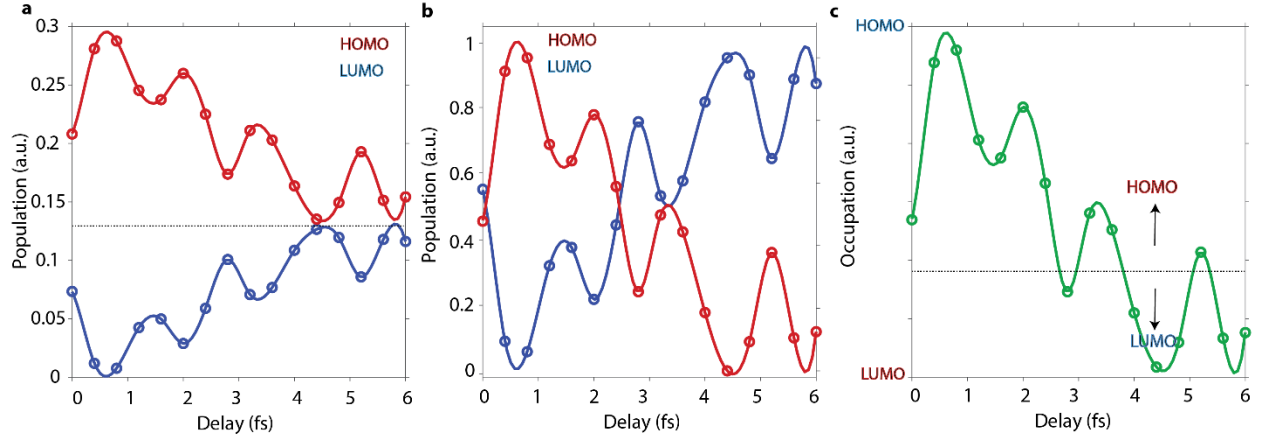 a
0.3
0.25
0.2
0.15
0.1
0.05
0
Population (a.u.)
HOMO
LUMO
0 1 2 3 4 5 6
Delay (fs)
b
1
0.8
0.6
0.4
0.2
0
Population (a.u.)
HOMO
LUMO
0 1 2 3 4 5 6
Delay (fs)
c
HOMO
LUMO
Occupation (a.u.)
HOMO
LUMO
0 1 2 3 4 5 6
Delay (fs)